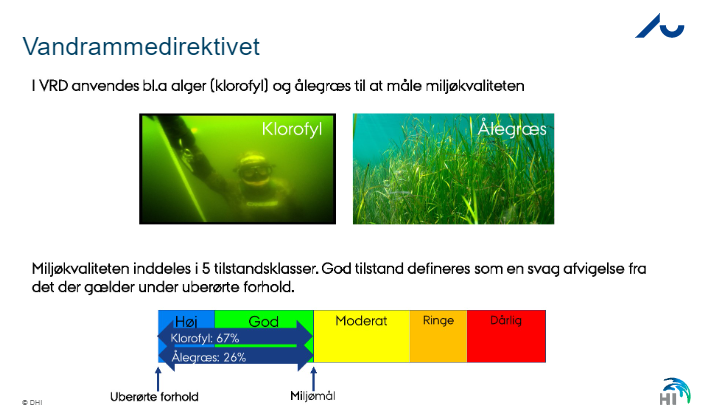 Vandrammedirektivet
I VRD anvendes bl.a alger (klorofyl) og ålegræs til at måle miljøkvaliteten
Klorofyl
Ålegræs
Miljøkvaliteten inddeles i 5 tilstandsklasser. God tilstand defineres som en svag afvigelse fra
det der gælder under uberørte forhold.
Høj
God
Moderat
Ringe
Dårlig
Klorofyl: 67%
Ålegræs: 26%
Uberørte forhold
Miljømål
© DHI
HI